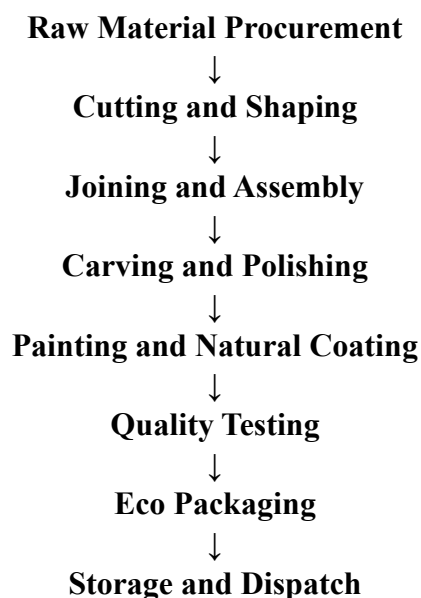 Raw Material Procurement
↓
Cutting and Shaping
↓
Joining and Assembly
↓
Carving and Polishing
↓
Painting and Natural Coating
↓
Quality Testing
↓
Eco Packaging
↓
Storage and Dispatch